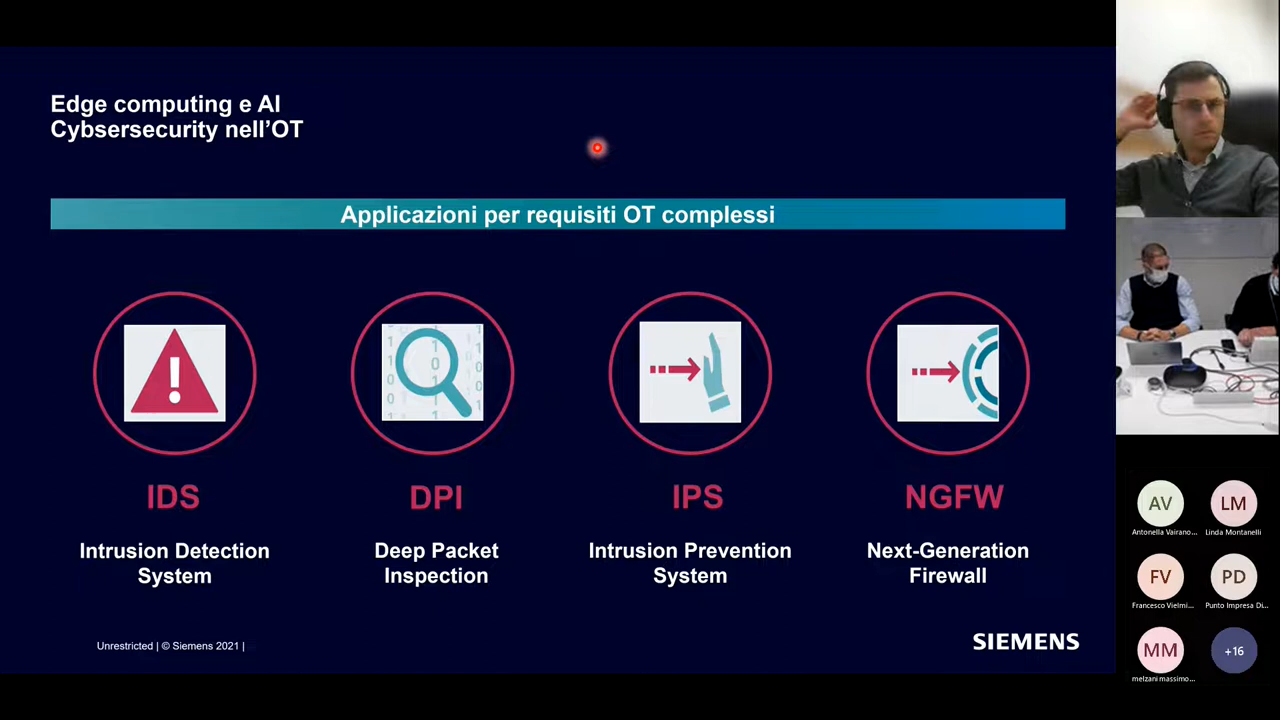 Edge computing e AI
Cybsersecurity nell'OT
Applicazioni per requisiti OT complessi
IDS
Intrusion Detection
System
DPI
Deep Packet
Inspection
IPS
Intrusion Prevention
System
NGFW
Next-Generation
Firewall
Unrestricted | © Siemens 2021 |
SIEMENS
AV
Antonella Vairano...
LM
Linda Montanelli
FV
Francesco Vielmi...
PD
Punto Impresa Di...
MM
melzani massimo...
+16